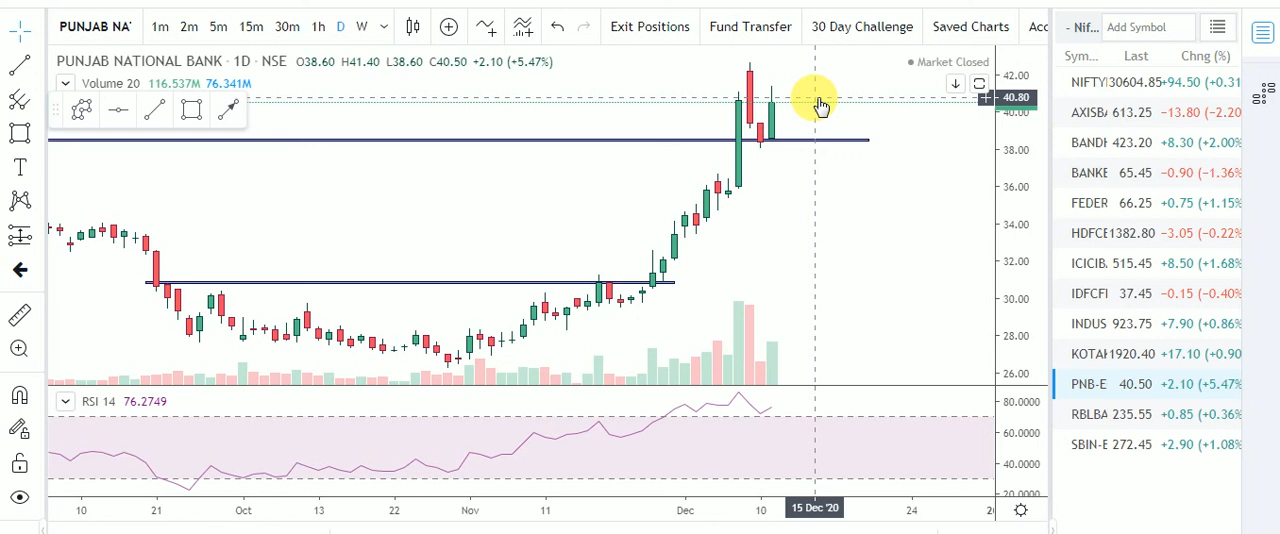 PUNJAB NA' 1m 2m 5m 15m 30m 1h D W Exit Positions Fund Transfer 30 Day Challenge Saved Charts Acc
- Nif... Add Symbol
PUNJAB NATIONAL BANK · 1D · NSE O38.60 H41.40 L38.60 C40.50 +2.10 (+5.47%) Market Closed
Volume 20 116.537M 76.341M
42.00
40.80
40.00
38.00
36.00
34.00
32.00
30.00
28.00
26.00
RSI 14 76.2749
80.0000
60.0000
40.0000
20.0000
10 21 Oct 13 22 Nov 11 Dec 10 15 Dec '20 24
Sym... Last Chng (%)
NIFTY 30604.85 +94.50 (+0.31
AXISBA 613.25 −13.80 (−2.20
BANDH 423.20 +8.30 (+2.00%
BANKE 65.45 −0.90 (−1.36%
FEDER 66.25 +0.75 (+1.15%
HDFCE 1382.80 −3.05 (−0.22%
ICICIB. 515.45 +8.50 (+1.68%
IDFCFI 37.45 −0.15 (−0.40%
INDUS 923.75 +7.90 (+0.86%
KOTAH 1920.40 +17.10 (+0.90
PNB-E 40.50 +2.10 (+5.47%
RBLBA 235.55 +0.85 (+0.36%
SBIN-E 272.45 +2.90 (+1.08%